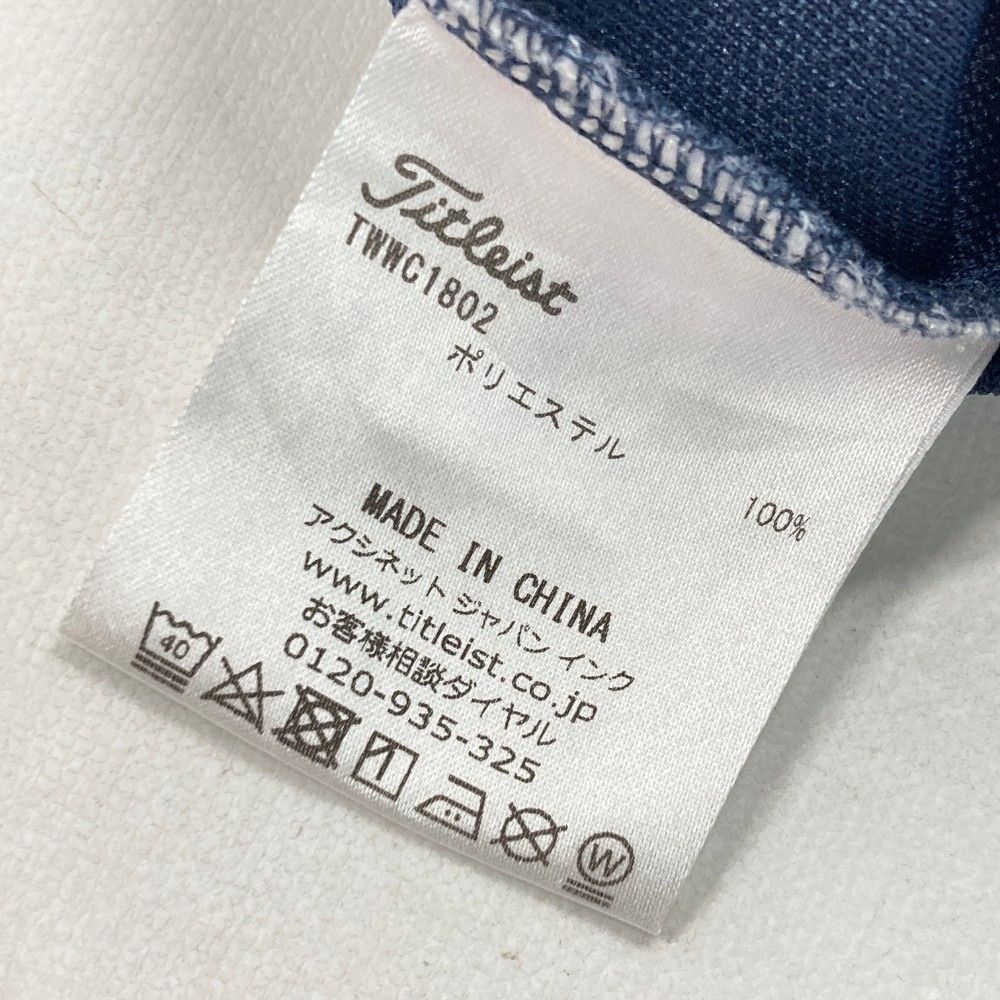 Titleist
TWWC1802
ポリエステル
100%
MADE IN CHINA
アクシネット ジャパン インク
www.titleist.co.jp
お客様相談ダイヤル
0120-935-325
40
W